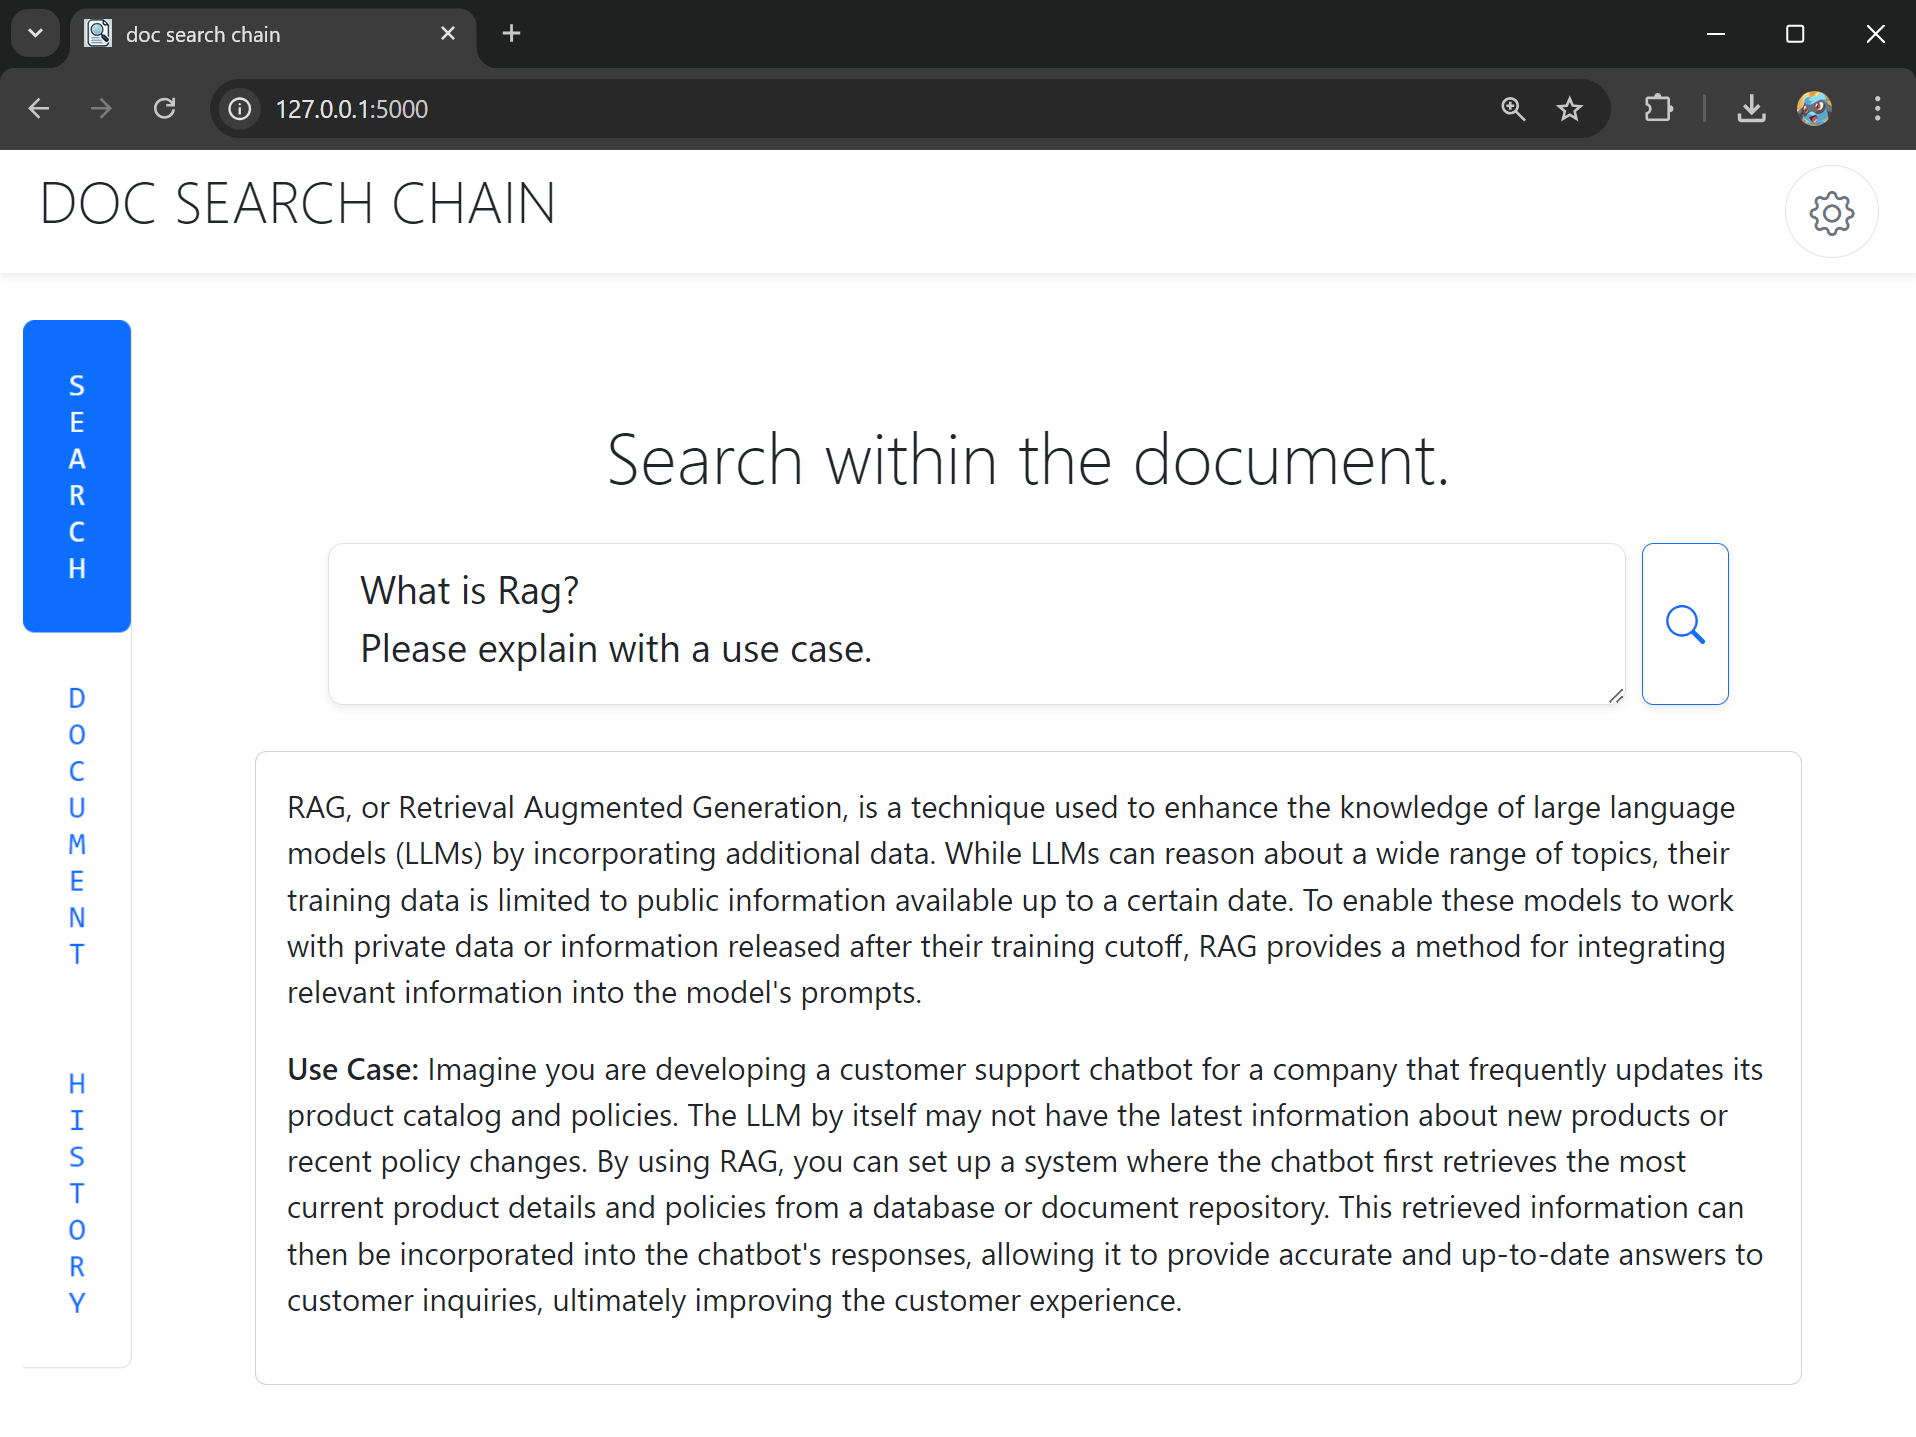 doc search chain
127.0.0.1:5000
DOC SEARCH CHAIN
SEARCH
DOCUMENT
HISTORY
Search within the document.
What is Rag?
Please explain with a use case.
RAG, or Retrieval Augmented Generation, is a technique used to enhance the knowledge of large language
models (LLMs) by incorporating additional data. While LLMs can reason about a wide range of topics, their
training data is limited to public information available up to a certain date. To enable these models to work
with private data or information released after their training cutoff, RAG provides a method for integrating
relevant information into the model's prompts.
Use Case: Imagine you are developing a customer support chatbot for a company that frequently updates its
product catalog and policies. The LLM by itself may not have the latest information about new products or
recent policy changes. By using RAG, you can set up a system where the chatbot first retrieves the most
current product details and policies from a database or document repository. This retrieved information can
then be incorporated into the chatbot's responses, allowing it to provide accurate and up-to-date answers to
customer inquiries, ultimately improving the customer experience.